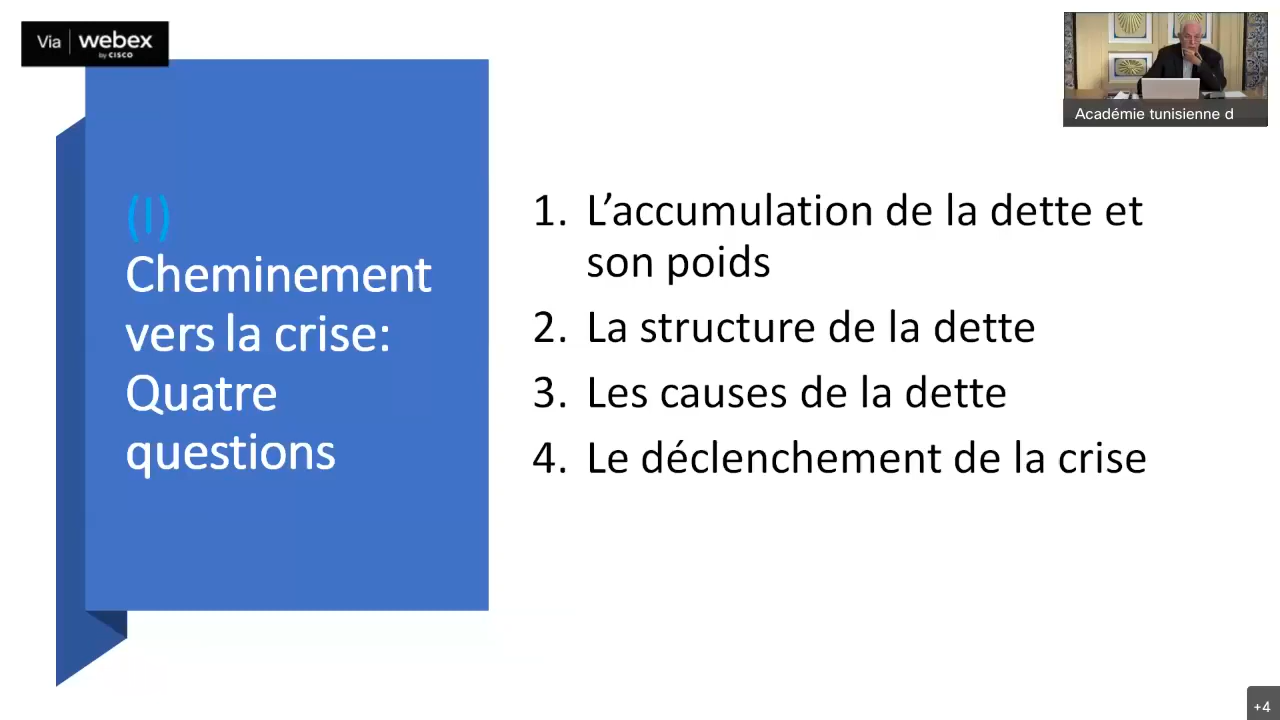 Via webex
by CISCO
Académie tunisienne d
(I)
Cheminement
vers la crise:
Quatre
questions
1. L’accumulation de la dette et
son poids
2. La structure de la dette
3. Les causes de la dette
4. Le déclenchement de la crise
+4